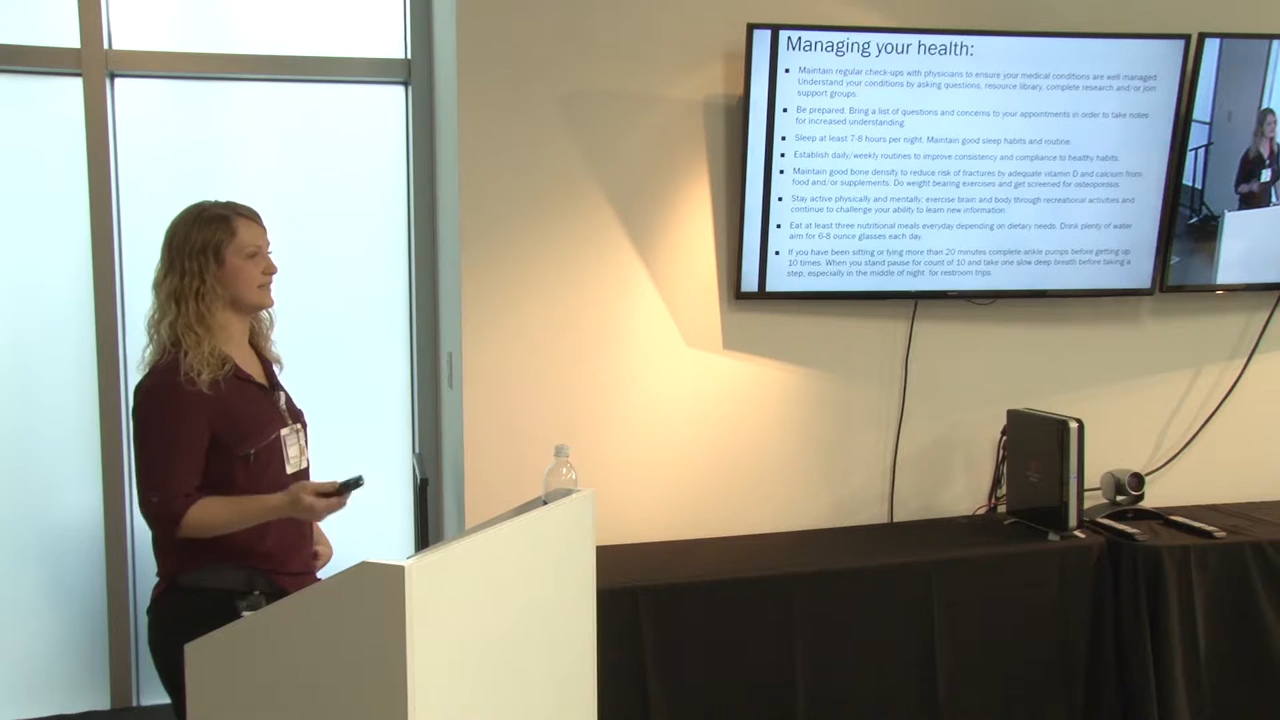 Managing your health:
Maintain regular check-ups with physicians to ensure your medical conditions are well managed.
Understand your conditions by asking questions, resource library, complete research and/or join
support groups.
Be prepared. Bring a list of questions and concerns to your appointments in order to take notes
for increased understanding.
Sleep at least 7-8 hours per night. Maintain good sleep habits and routine.
Establish daily/weekly routines to improve consistency and compliance to healthy habits.
Maintain good bone density to reduce risk of fractures by adequate vitamin D and calcium from
food and/or supplements. Do weight bearing exercises and get screened for osteoporosis.
Stay active physically and mentally: exercise brain and body through recreational activities and
continue to challenge your ability to learn new information.
Eat at least three nutritional meals everyday depending on dietary needs. Drink plenty of water
aim for 6-8 ounce glasses each day.
If you have been sitting or lying more than 20 minutes complete ankle pumps before getting up
10 times. When you stand pause for count of 10 and take one slow deep breath before taking a
step, especially in the middle of night for restroom trips.